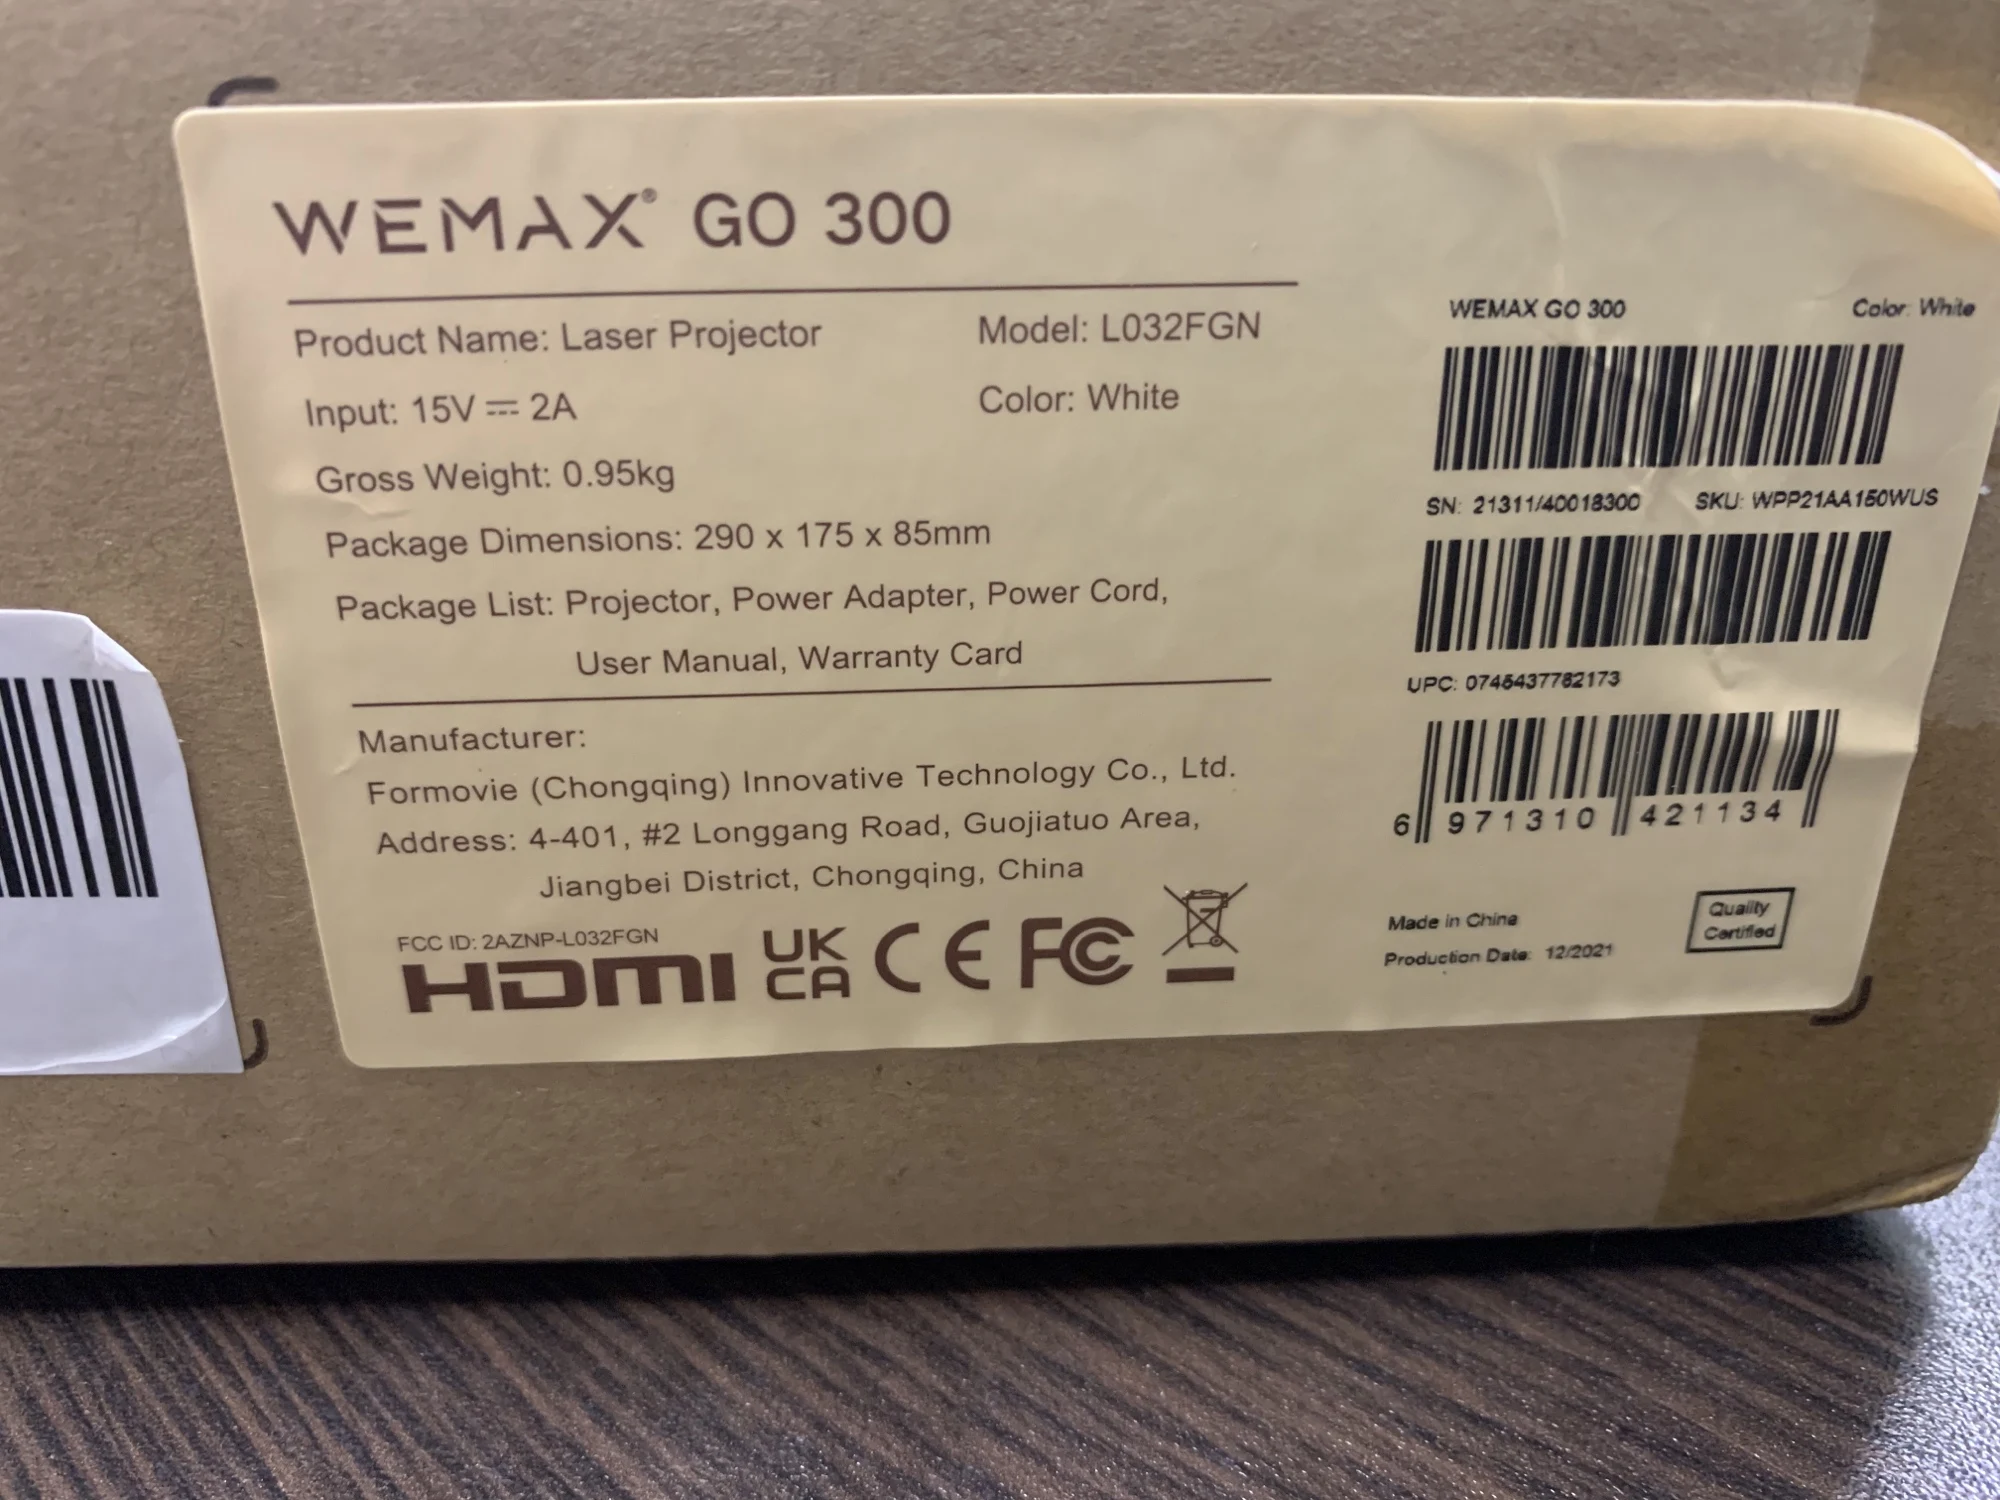 WEMAX® GO 300
Product Name: Laser Projector Model: L032FGN
Input: 15V ⎓ 2A Color: White
Gross Weight: 0.95kg
Package Dimensions: 290 x 175 x 85mm
Package List: Projector, Power Adapter, Power Cord,
User Manual, Warranty Card
Manufacturer:
Formovie (Chongqing) Innovative Technology Co., Ltd.
Address: 4-401, #2 Longgang Road, Guojiatuo Area,
Jiangbei District, Chongqing, China
FCC ID: 2AZNP-L032FGN
HDMI UK CA CE FC
WEMAX GO 300 Color: White
SN: 21311/40018300 SKU: WPP21AA150WUS
UPC: 0745437782173
6 971310 421134
Made in China
Production Date: 12/2021
Quality
Certified